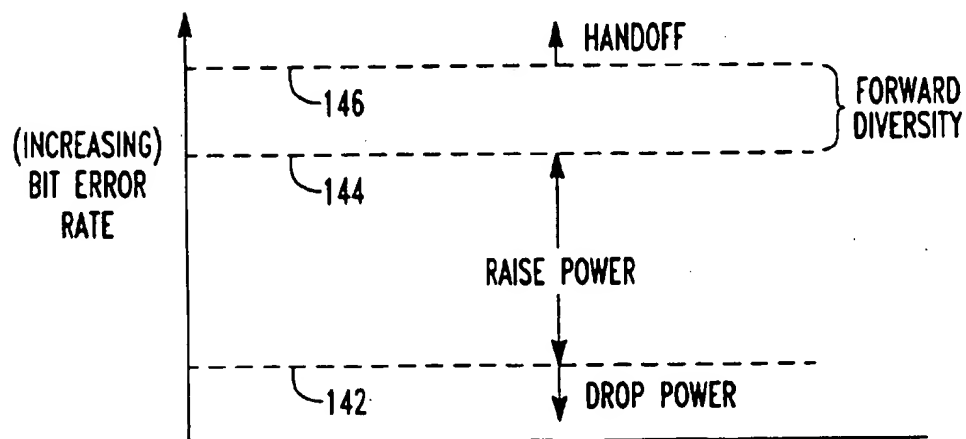 HANDOFF
146
FORWARD
DIVERSITY
(INCREASING)
BIT ERROR
RATE
144
RAISE POWER
142
DROP POWER